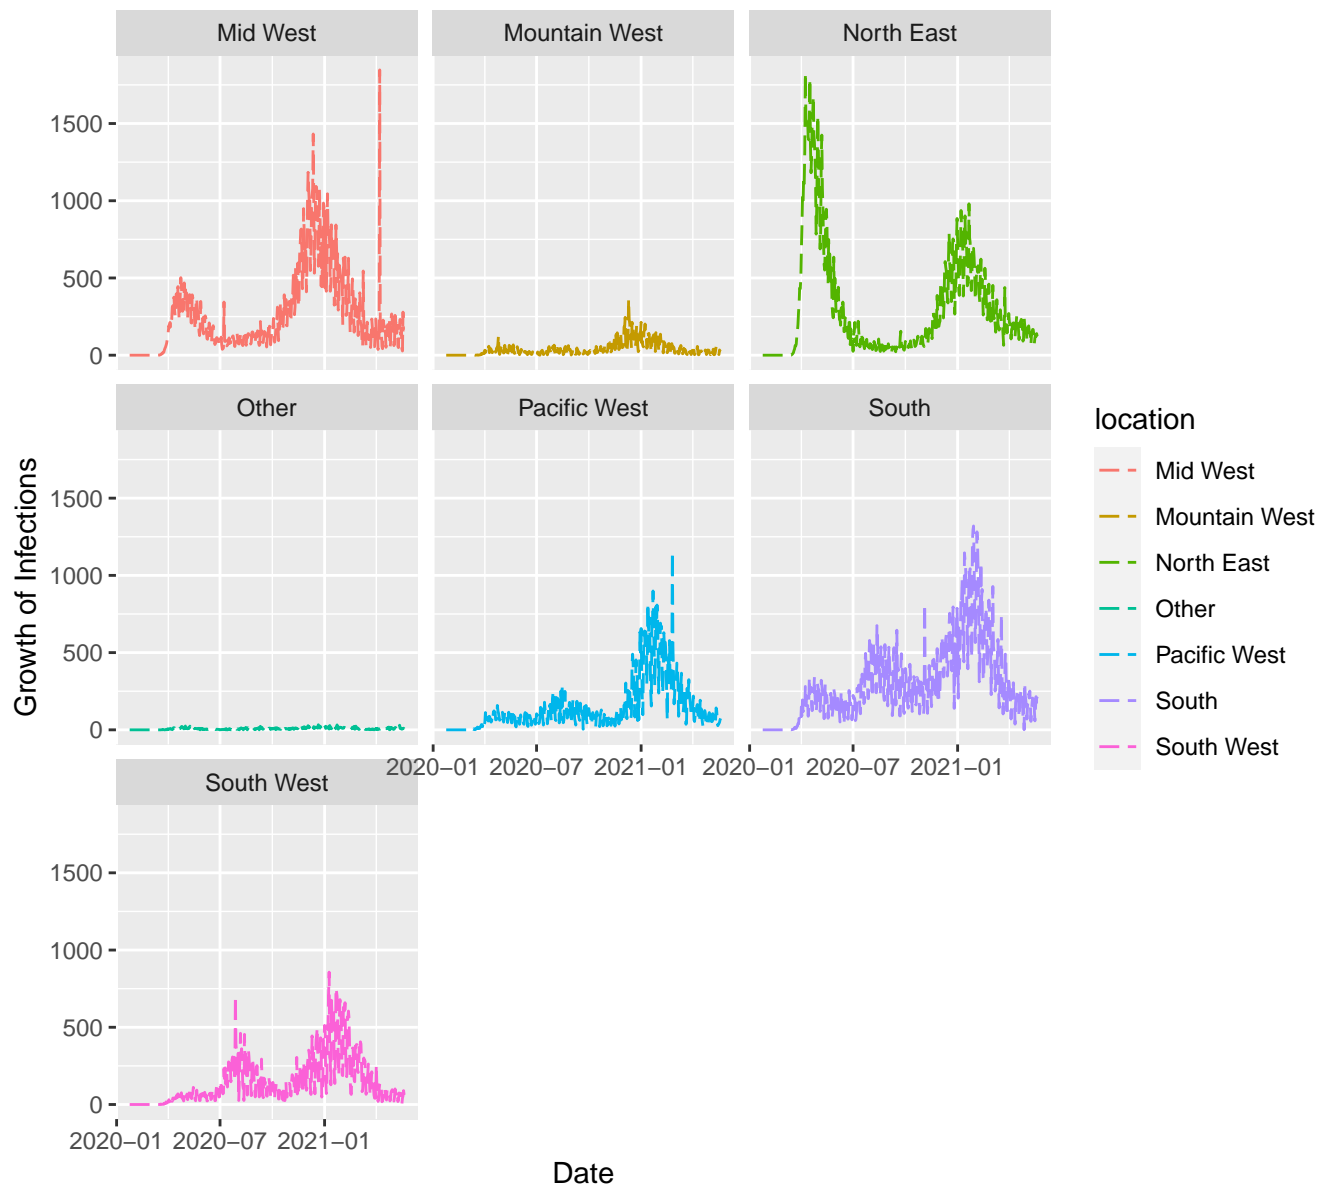 Mid West
Mountain West
North East
1500
1000
500
0
Other
Pacific West
South
1500
1000
500
0
2020−01
2020−07
2021−01
2020−01
2020−07
2021−01
South West
1500
1000
500
0
2020−01
2020−07
2021−01
Growth of Infections
Date
location
Mid West
Mountain West
North East
Other
Pacific West
South
South West